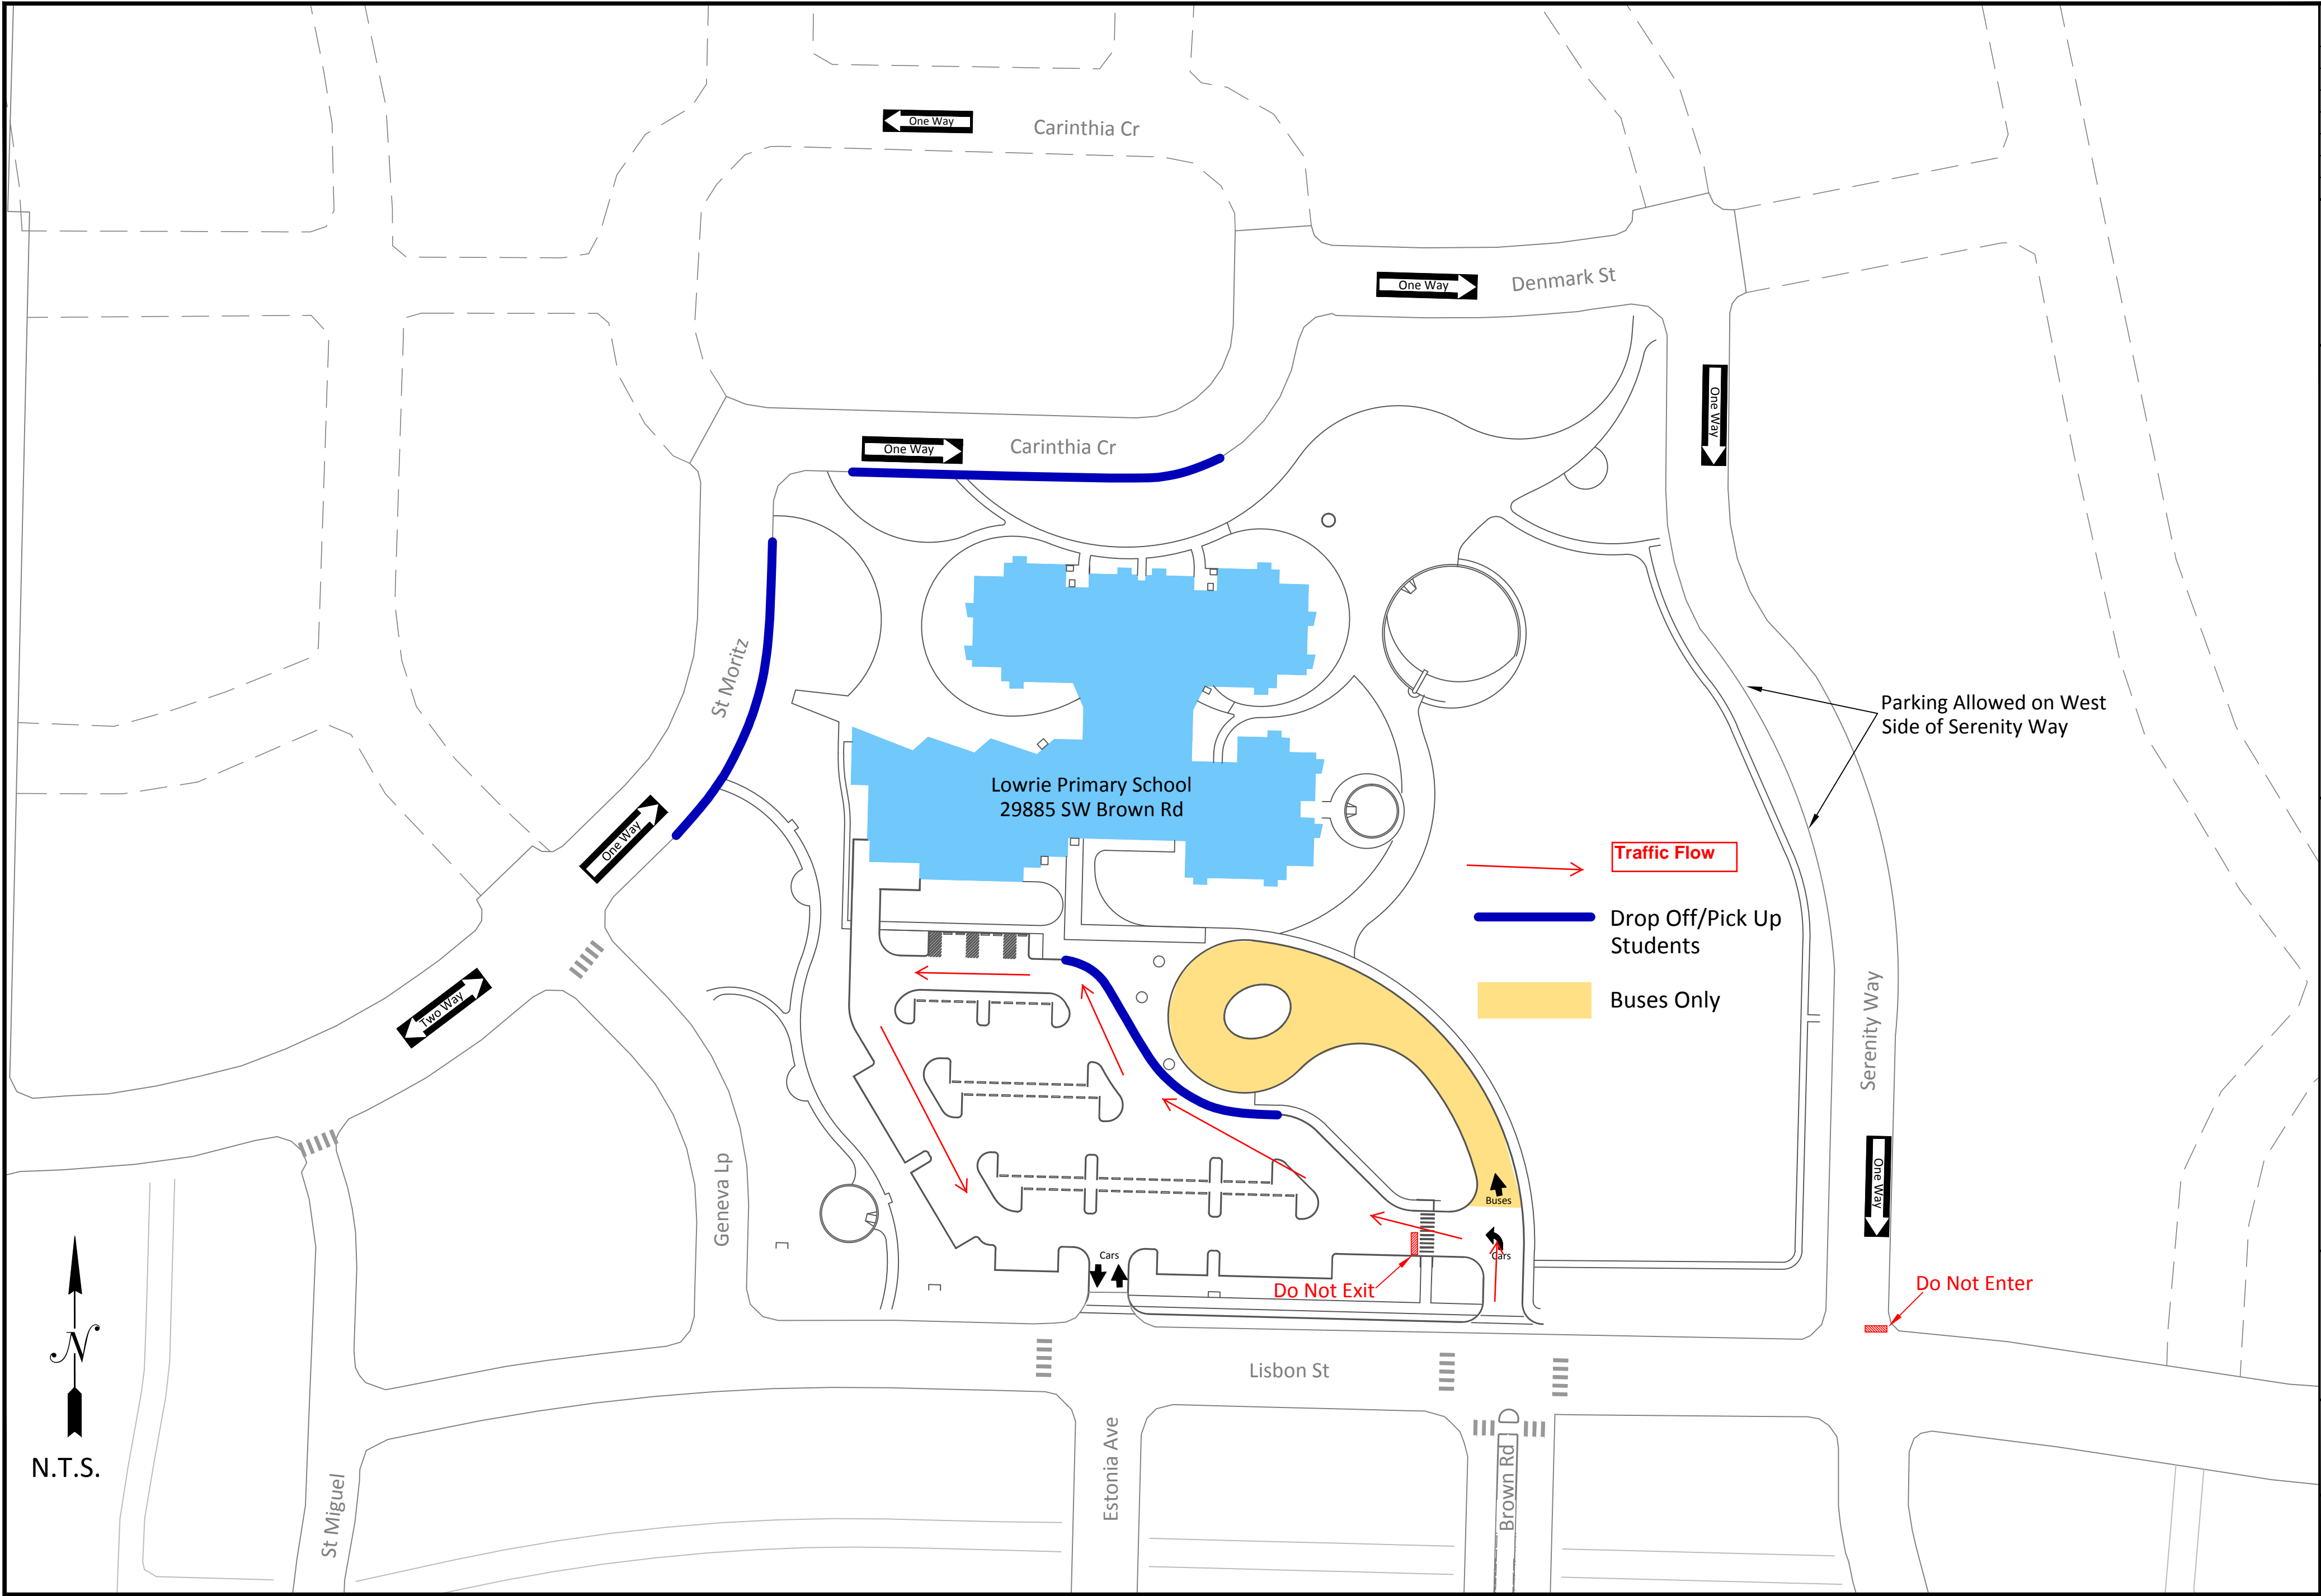 One Way
Carinthia Cr
One Way
Denmark St
One Way
One Way
Carinthia Cr
St Moritz
Parking Allowed on West
Side of Serenity Way
Lowrie Primary School
29885 SW Brown Rd
One Way
Traffic Flow
Drop Off/Pick Up
Students
Buses Only
Two Way
Serenity Way
Geneva Lp
One Way
Buses
Cars
Cars
Do Not Exit
Do Not Enter
N
Lisbon St
N.T.S.
St Miguel
Estonia Ave
Brown Rd